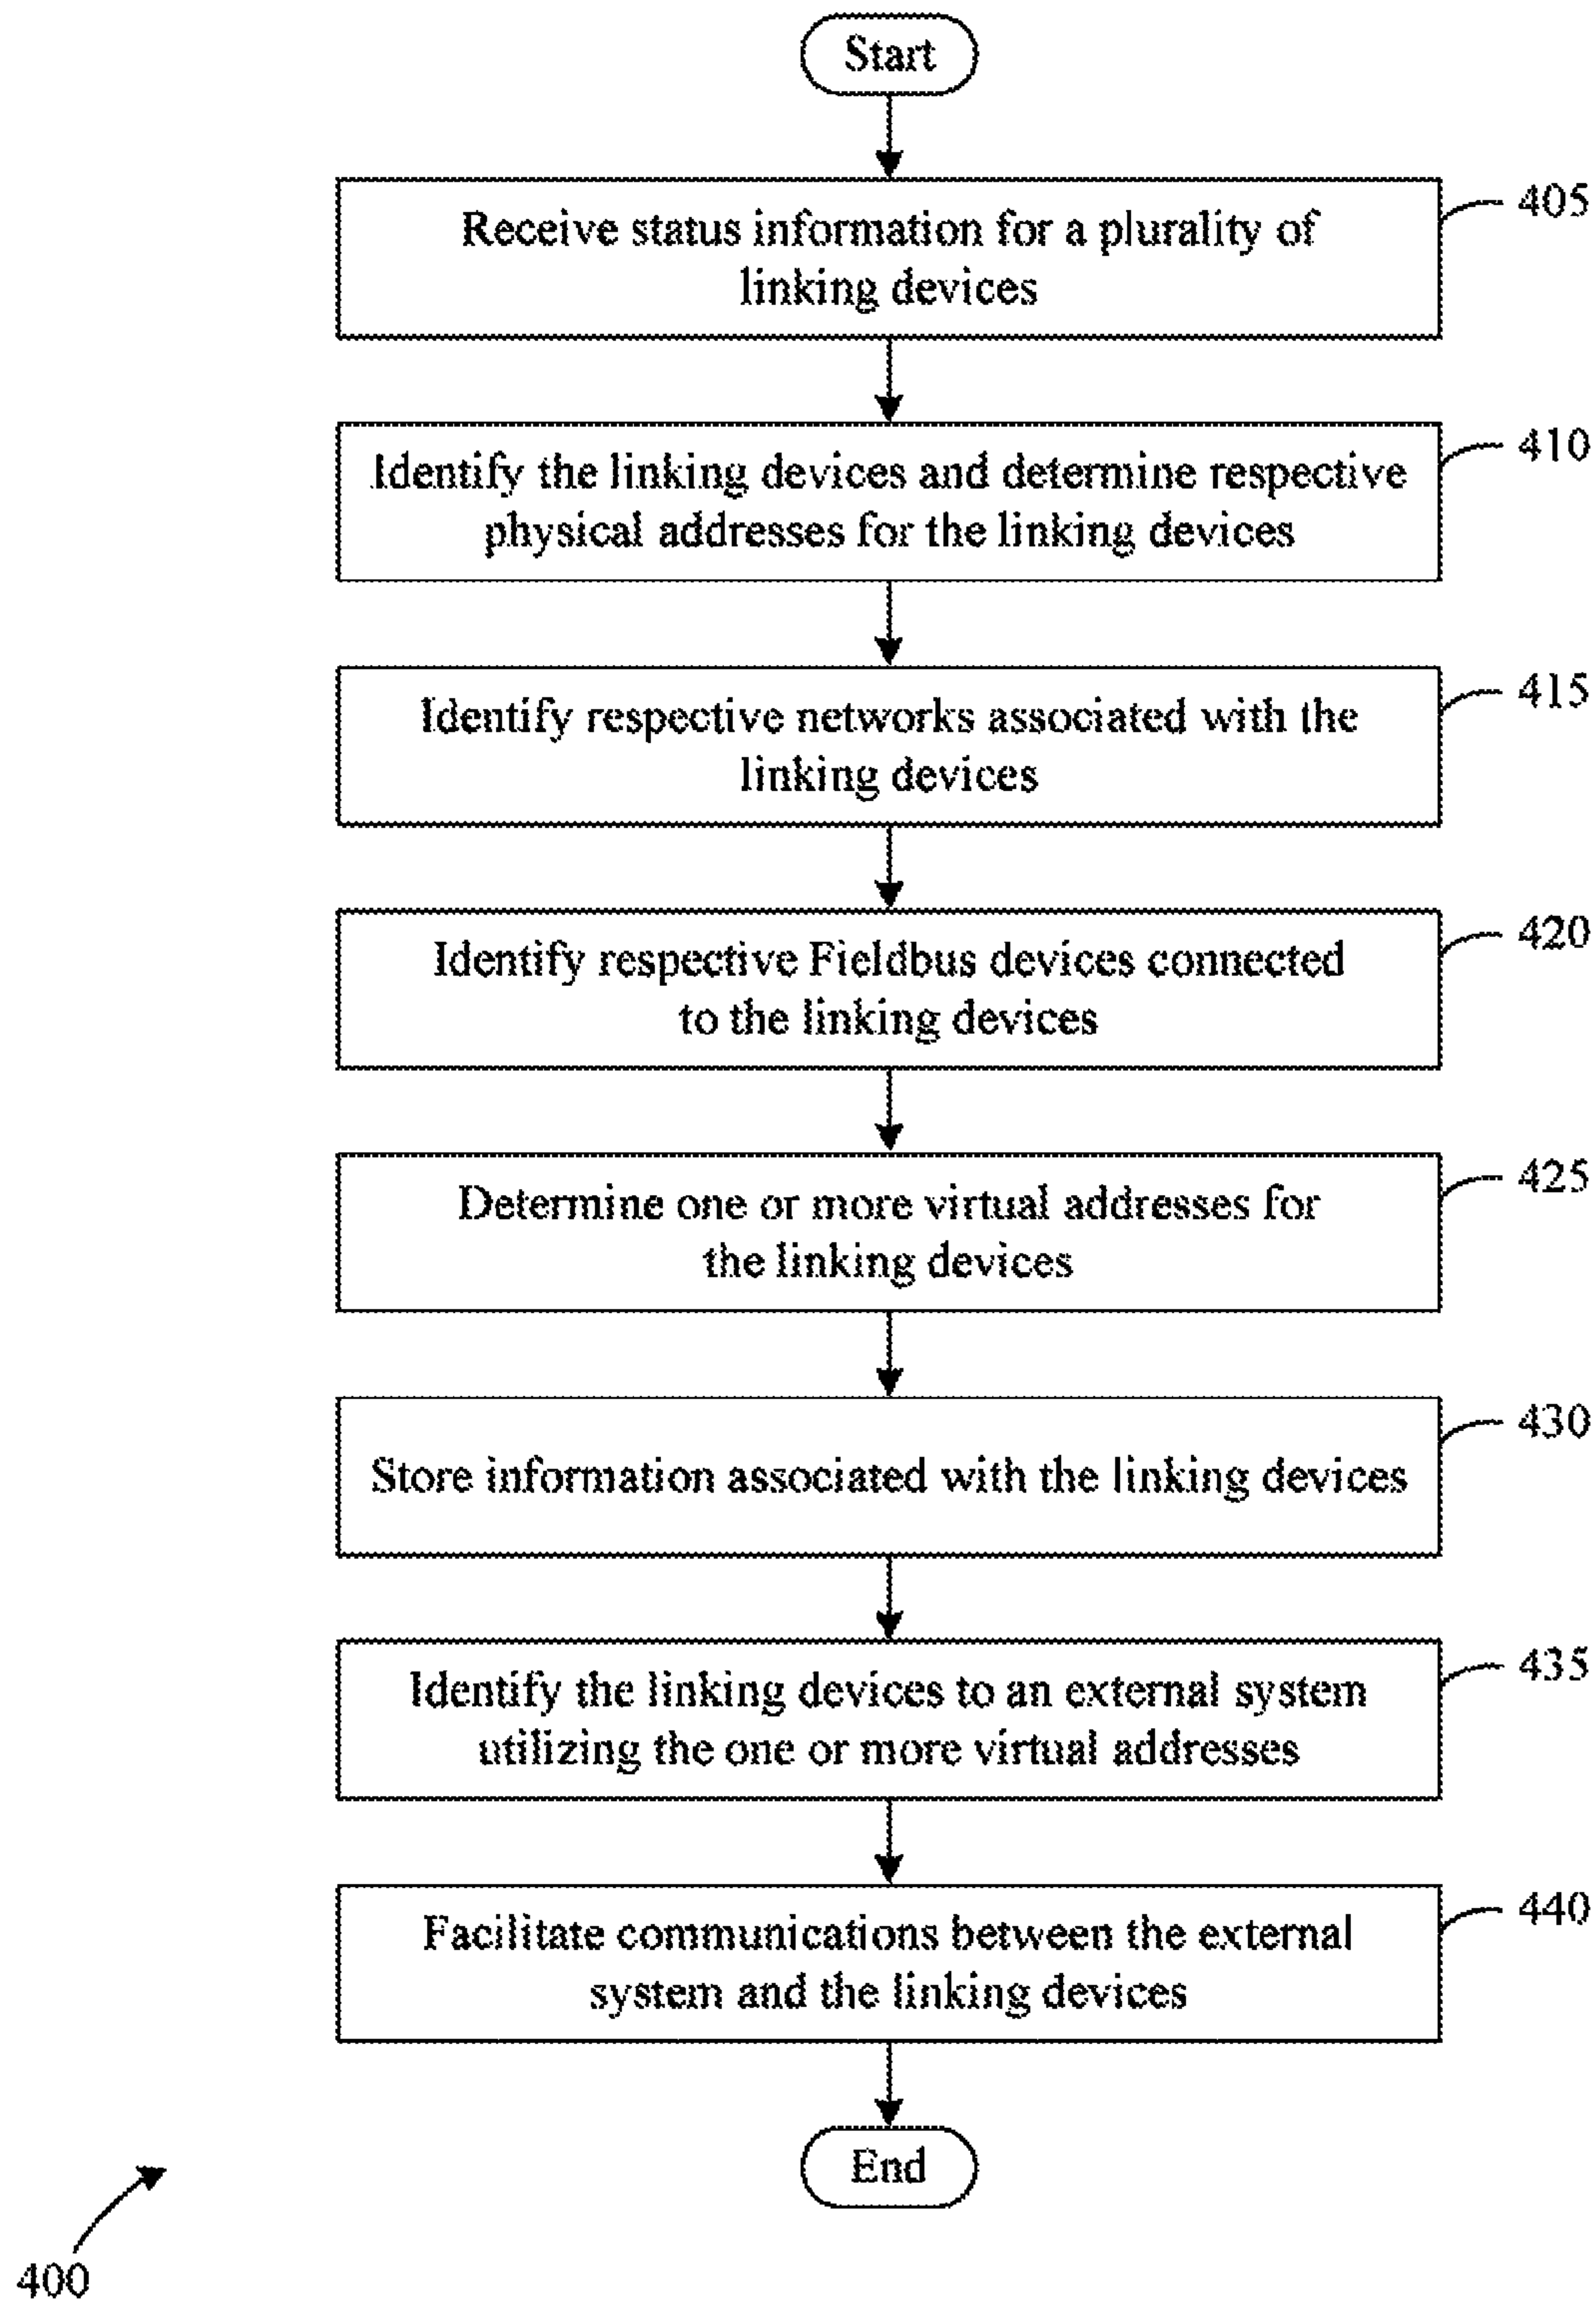 Start
Receive status information for a plurality of
linking devices
405
Identify the linking devices and determine respective
physical addresses for the linking devices
410
Identify respective networks associated with the
linking devices
415
Identify respective Fieldbus devices connected
to the linking devices
420
Determine one or more virtual addresses for
the linking devices
425
Store information associated with the linking devices
430
Identify the linking devices to an external system
utilizing the one or more virtual addresses
435
Facilitate communications between the external
system and the linking devices
440
End
400